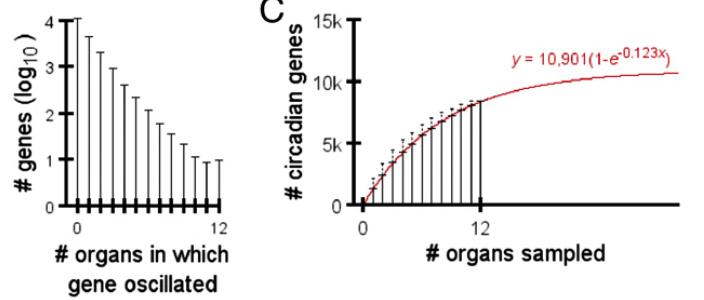 # genes (log10)
4
3
2
1
0
0 12
# organs in which
gene oscillated
C
# circadian genes
15k
10k
5k
0
y = 10,901(1-e-0.123x)
0 12
# organs sampled